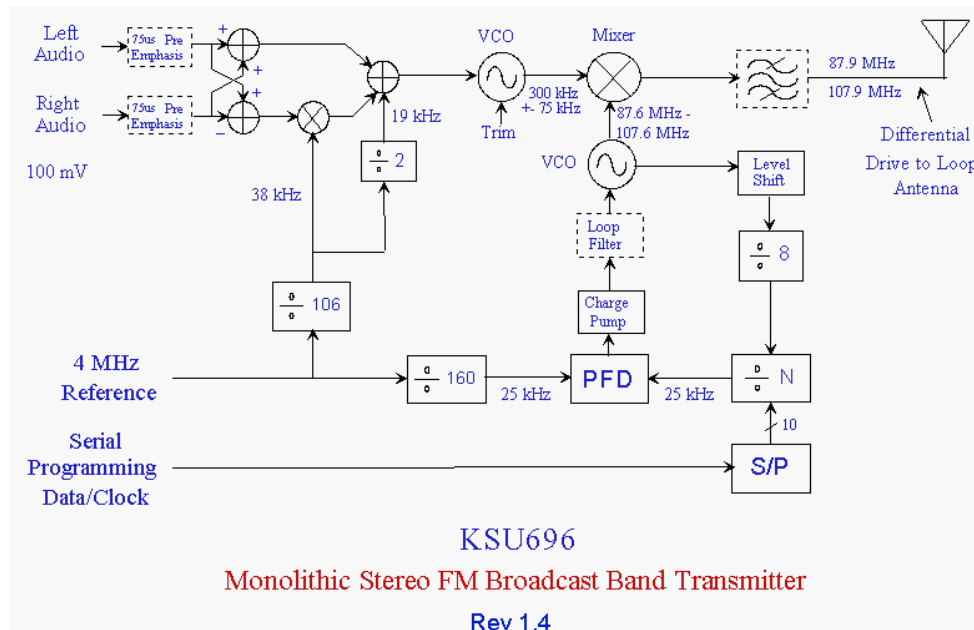 Left
Audio
75us Pre
Emphasis
+
+
Right
Audio
75us Pre
Emphasis
+
−
100 mV
19 kHz
÷ 2
38 kHz
÷ 106
VCO
Trim
300 kHz
+- 75 kHz
Mixer
87.6 MHz -
107.6 MHz
VCO
87.9 MHz
107.9 MHz
Differential
Drive to Loop
Antenna
Level
Shift
÷ 8
Loop
Filter
Charge
Pump
4 MHz
Reference
÷ 160
25 kHz
PFD
25 kHz
÷ N
10
Serial
Programming
Data/Clock
S/P
KSU696
Monolithic Stereo FM Broadcast Band Transmitter
Rev 1.4